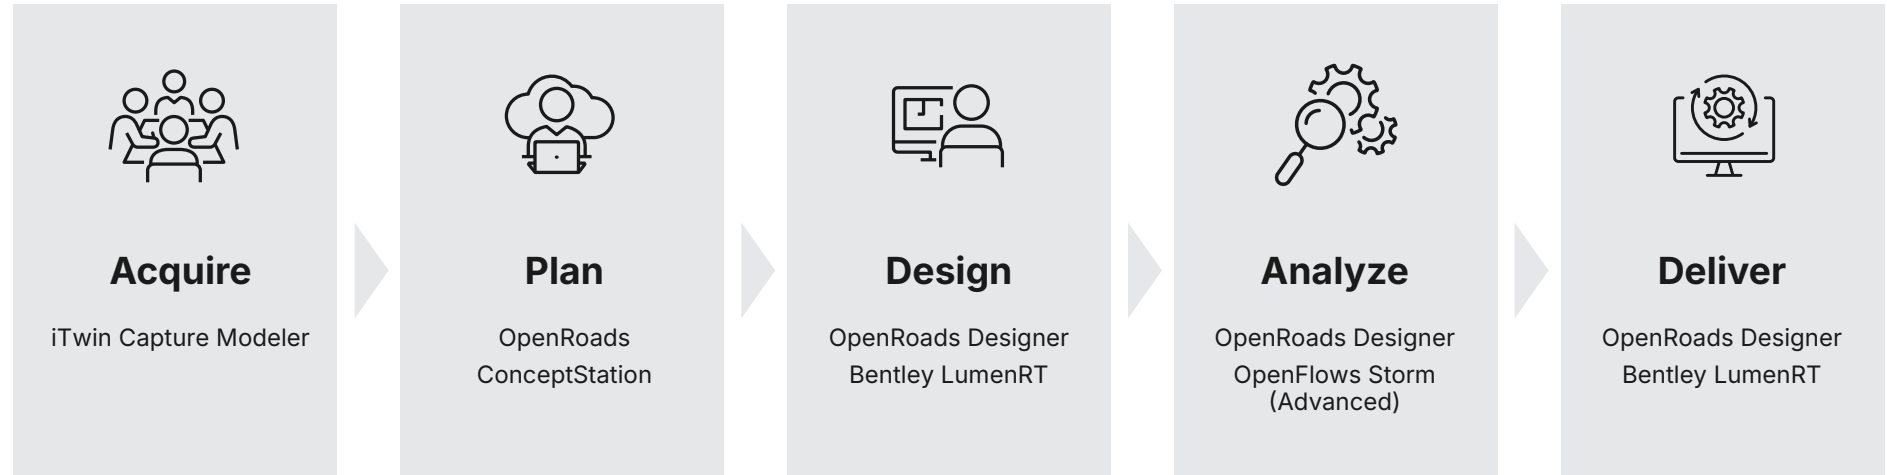 Acquire
iTwin Capture Modeler
Plan
OpenRoads
ConceptStation
Design
OpenRoads Designer
Bentley LumenRT
Analyze
OpenRoads Designer
OpenFlows Storm
(Advanced)
Deliver
OpenRoads Designer
Bentley LumenRT